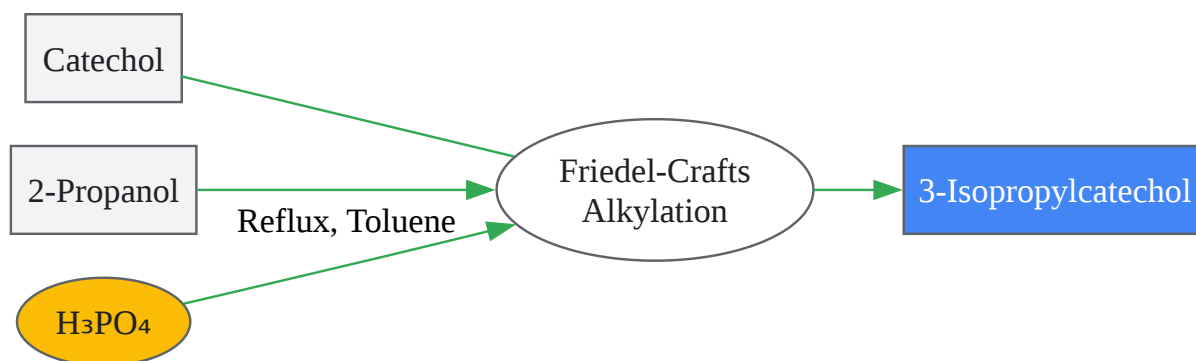 Catechol
2-Propanol
Reflux, Toluene
H₃PO₄
Friedel-Crafts
Alkylation
3-Isopropylcatechol